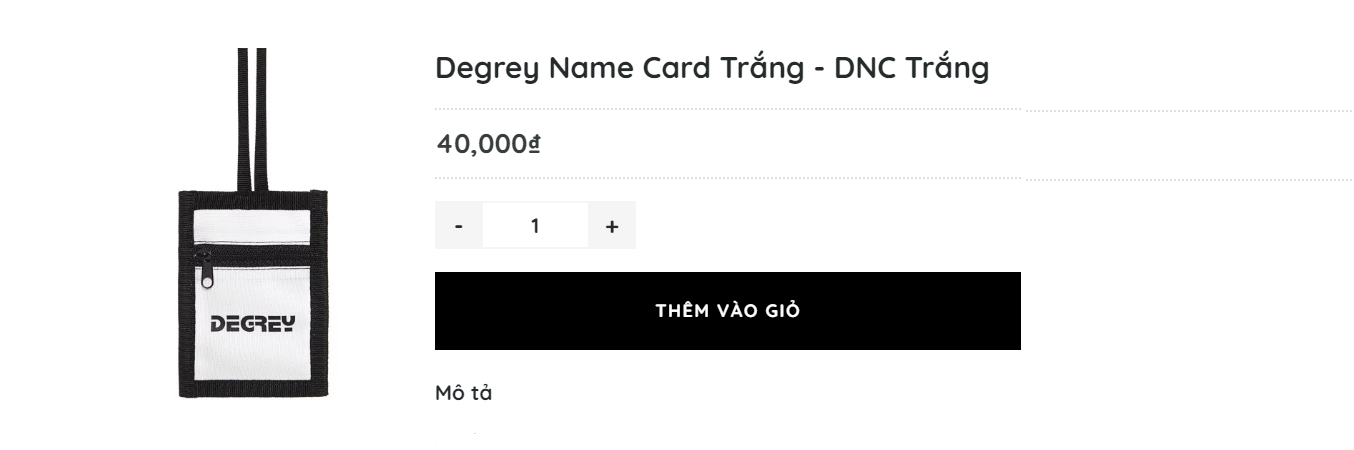 Degrey Name Card Trắng - DNC Trắng
40,000₫
- 1 +
THÊM VÀO GIỎ
DEGREY
Mô tả